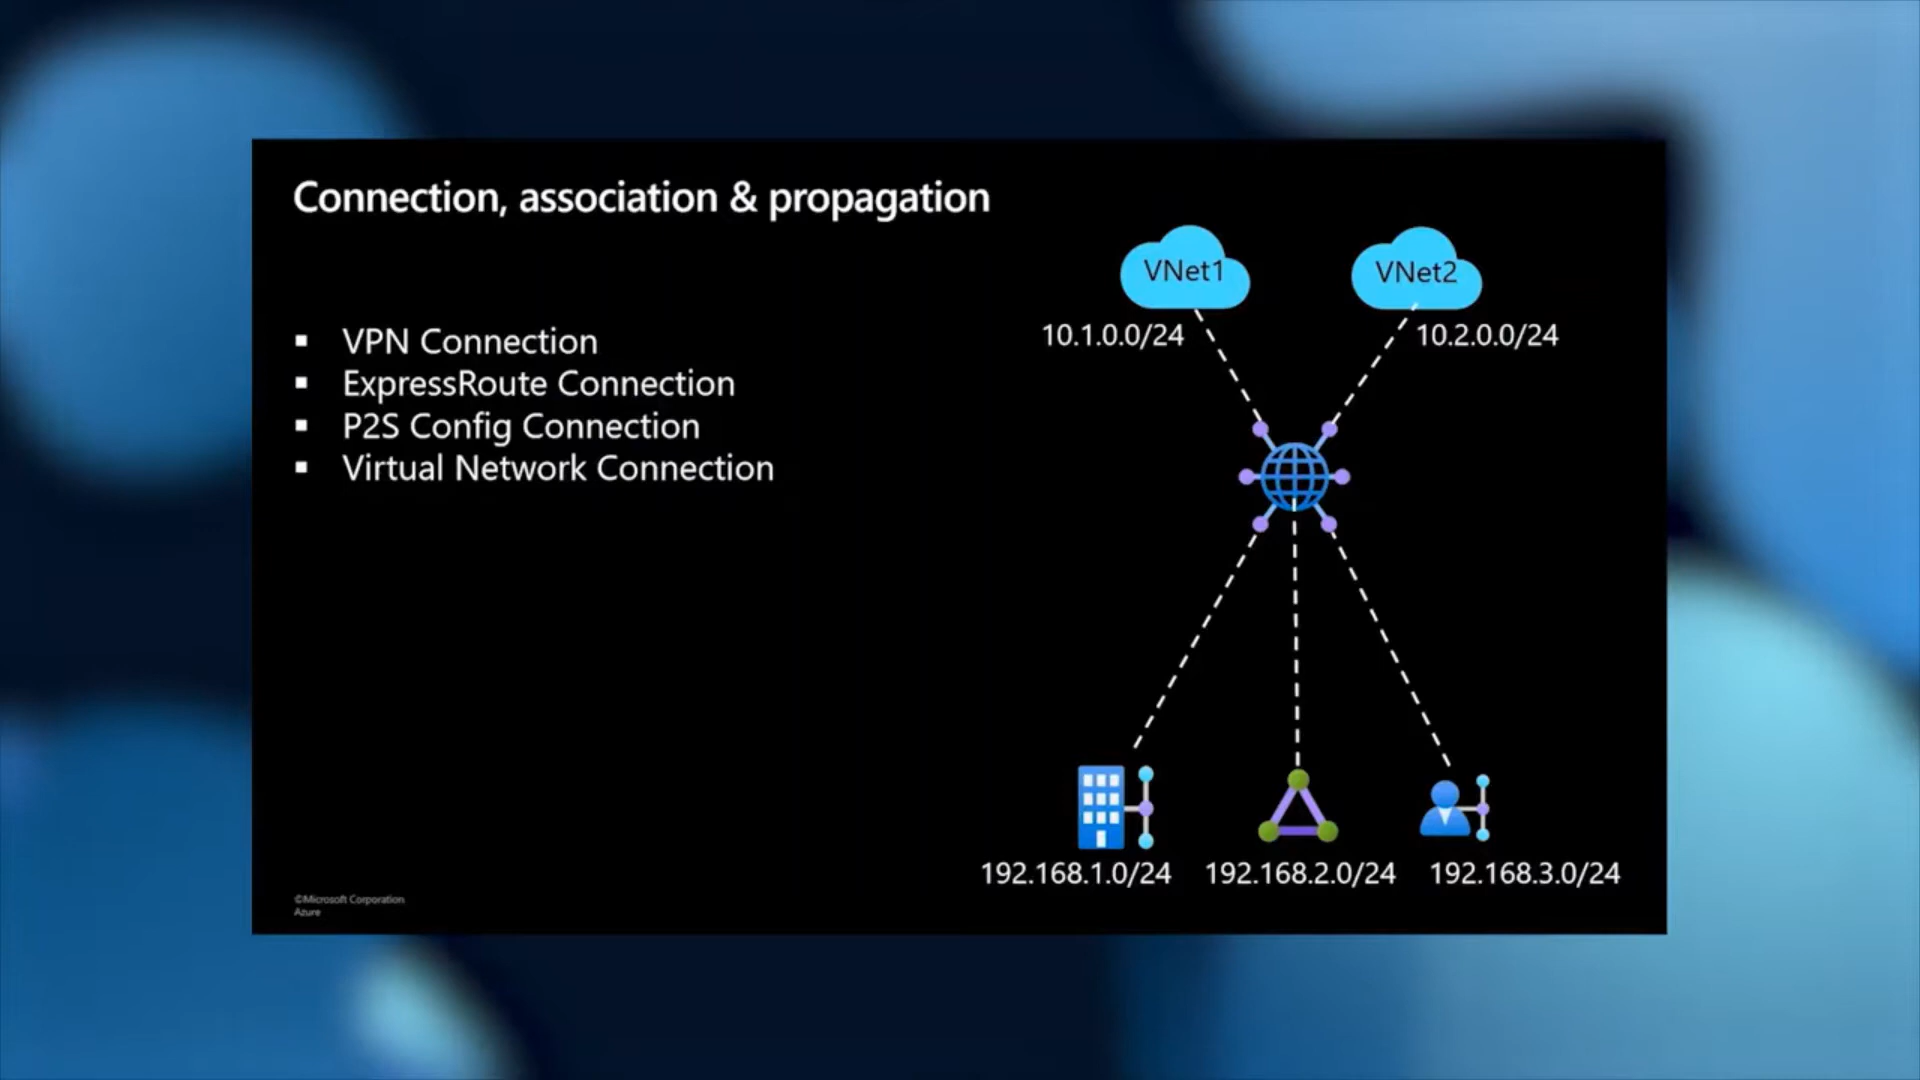 Connection, association & propagation
VPN Connection
ExpressRoute Connection
P2S Config Connection
Virtual Network Connection
VNet1
VNet2
10.1.0.0/24
10.2.0.0/24
192.168.1.0/24
192.168.2.0/24
192.168.3.0/24
©Microsoft Corporation
Azure